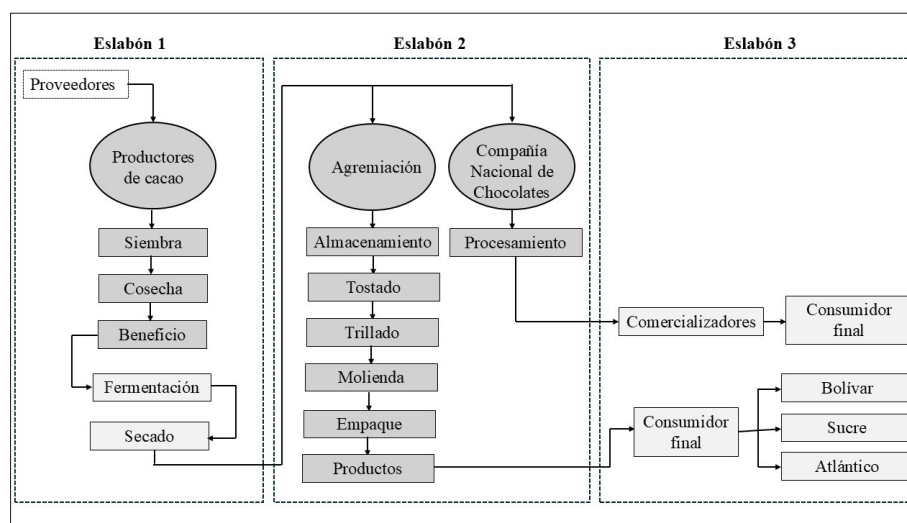 Eslabón 1
Proveedores
Productores
de cacao
Siembra
Cosecha
Beneficio
Fermentación
Secado
Eslabón 2
Agremiación
Almacenamiento
Tostado
Trillado
Molienda
Empaque
Productos
Compañía
Nacional de
Chocolates
Procesamiento
Eslabón 3
Comercializadores
Consumidor
final
Consumidor
final
Bolívar
Sucre
Atlántico